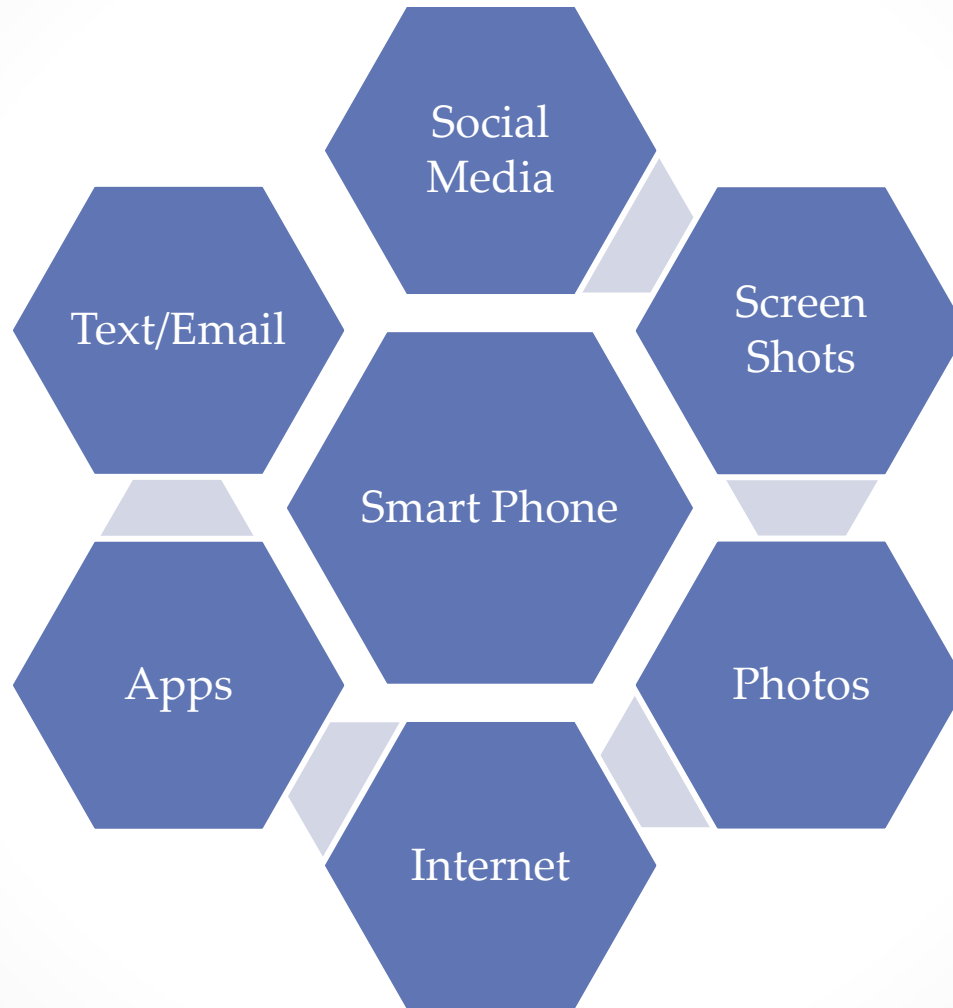 Social
Media
Text/Email
Screen
Shots
Smart Phone
Apps
Photos
Internet